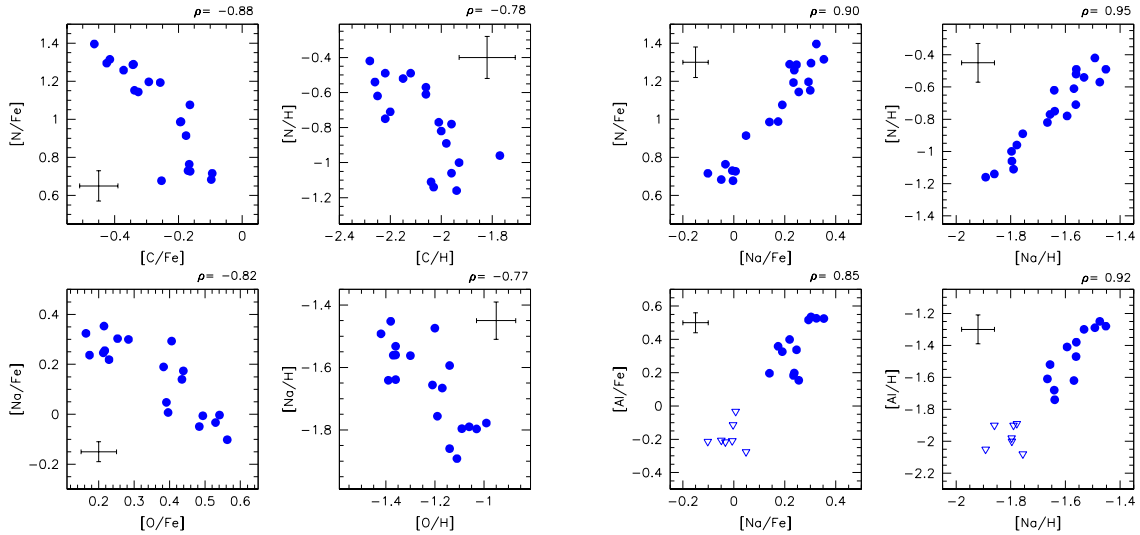 ρ= −0.88
ρ= −0.78
ρ= 0.90
ρ= 0.95
1.4
1.2
1
0.8
0.6
[N/Fe]
−0.4 −0.2 0
[C/Fe]
−0.4
−0.6
−0.8
−1
−1.2
[N/H]
−2.4 −2.2 −2 −1.8 −1.6
[C/H]
1.4
1.2
1
0.8
0.6
[N/Fe]
−0.2 0 0.2 0.4
[Na/Fe]
−0.4
−0.6
−0.8
−1
−1.2
−1.4
[N/H]
−2 −1.8 −1.6 −1.4
[Na/H]
ρ= −0.82
ρ= −0.77
ρ= 0.85
ρ= 0.92
0.4
0.2
0
−0.2
[Na/Fe]
0.2 0.3 0.4 0.5 0.6
[O/Fe]
−1.4
−1.6
−1.8
[Na/H]
−1.4 −1.2 −1
[O/H]
0.6
0.4
0.2
0
−0.2
−0.4
[Al/Fe]
−0.2 0 0.2 0.4
[Na/Fe]
−1.2
−1.4
−1.6
−1.8
−2
−2.2
[Al/H]
−2 −1.8 −1.6 −1.4
[Na/H]